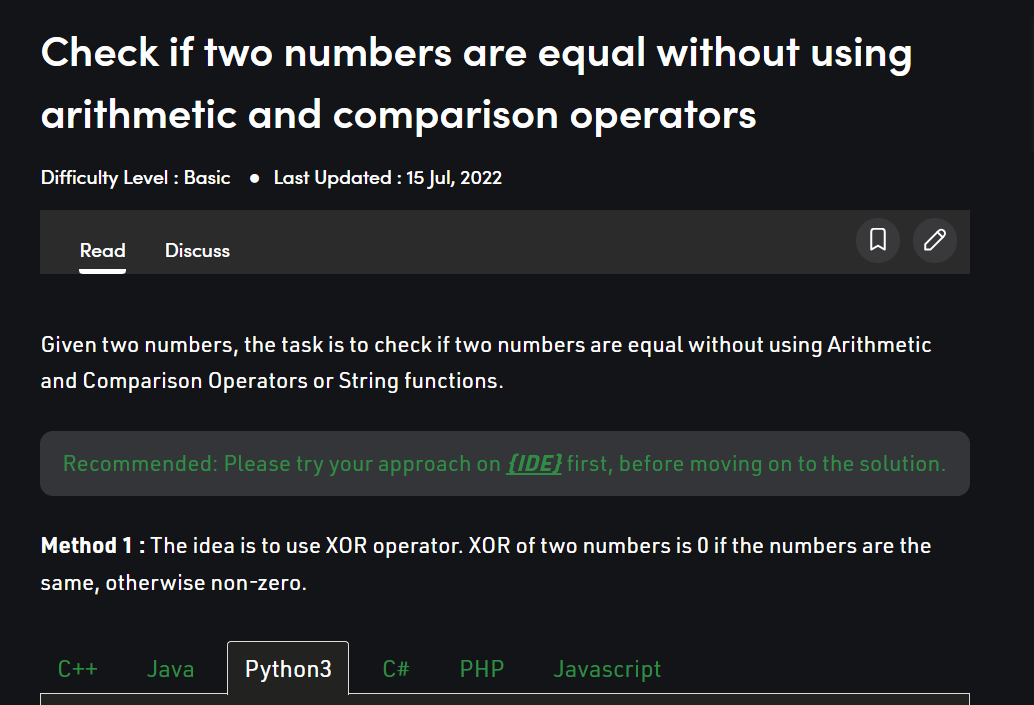 Check if two numbers are equal without using
arithmetic and comparison operators
Difficulty Level : Basic ● Last Updated : 15 Jul, 2022
Read Discuss
Given two numbers, the task is to check if two numbers are equal without using Arithmetic
and Comparison Operators or String functions.
Recommended: Please try your approach on {IDE} first, before moving on to the solution.
Method 1 : The idea is to use XOR operator. XOR of two numbers is 0 if the numbers are the
same, otherwise non-zero.
C++ Java Python3 C# PHP Javascript